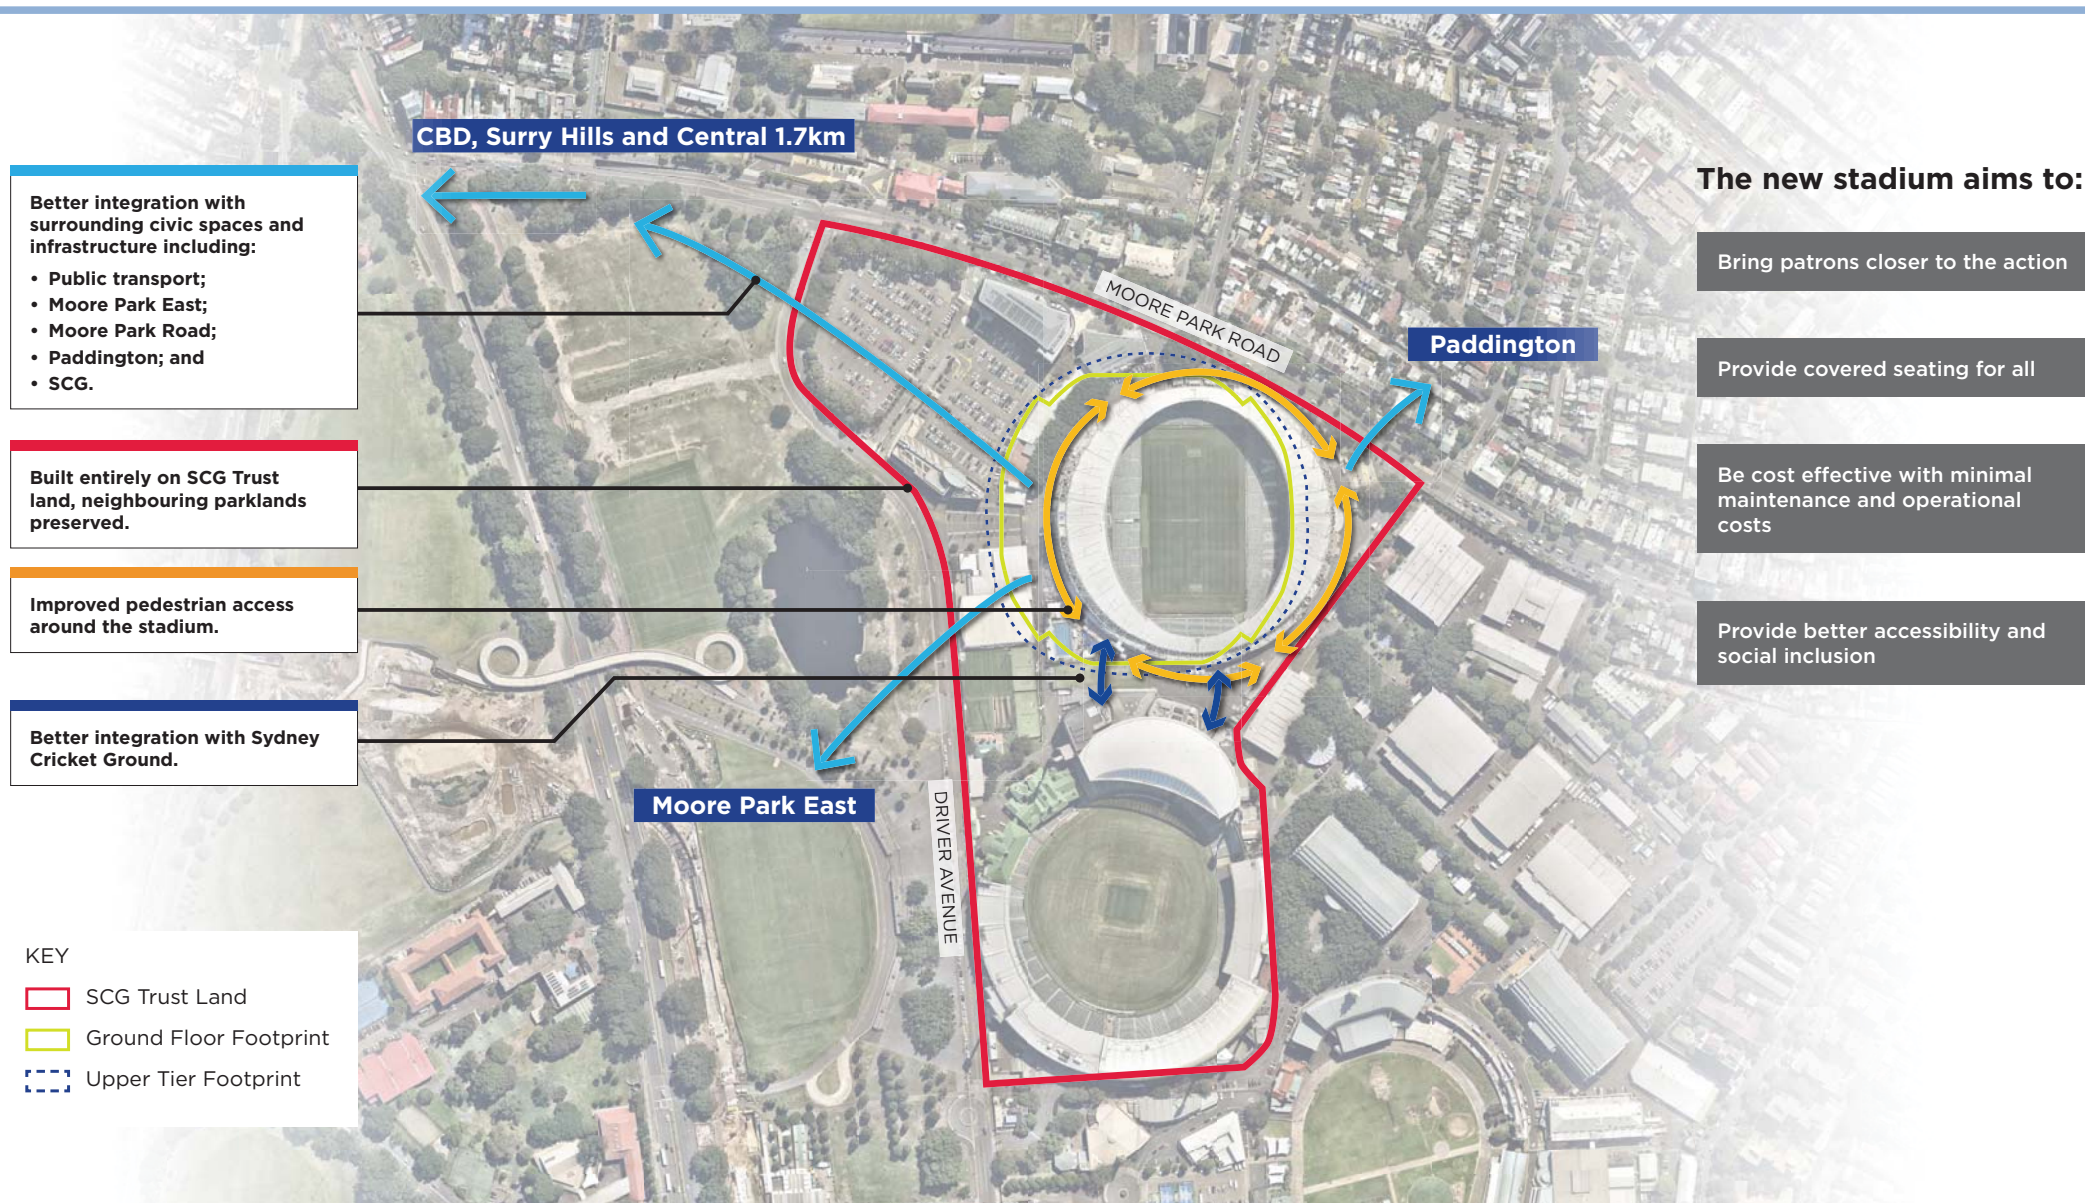 CBD, Surry Hills and Central 1.7km
Better integration with
surrounding civic spaces and
infrastructure including:
• Public transport;
• Moore Park East;
• Moore Park Road;
• Paddington; and
• SCG.
Built entirely on SCG Trust
land, neighbouring parklands
preserved.
Improved pedestrian access
around the stadium.
Better integration with Sydney
Cricket Ground.
MOORE PARK ROAD
Paddington
Moore Park East
DRIVER AVENUE
The new stadium aims to:
Bring patrons closer to the action
Provide covered seating for all
Be cost effective with minimal
maintenance and operational
costs
Provide better accessibility and
social inclusion
KEY
SCG Trust Land
Ground Floor Footprint
Upper Tier Footprint